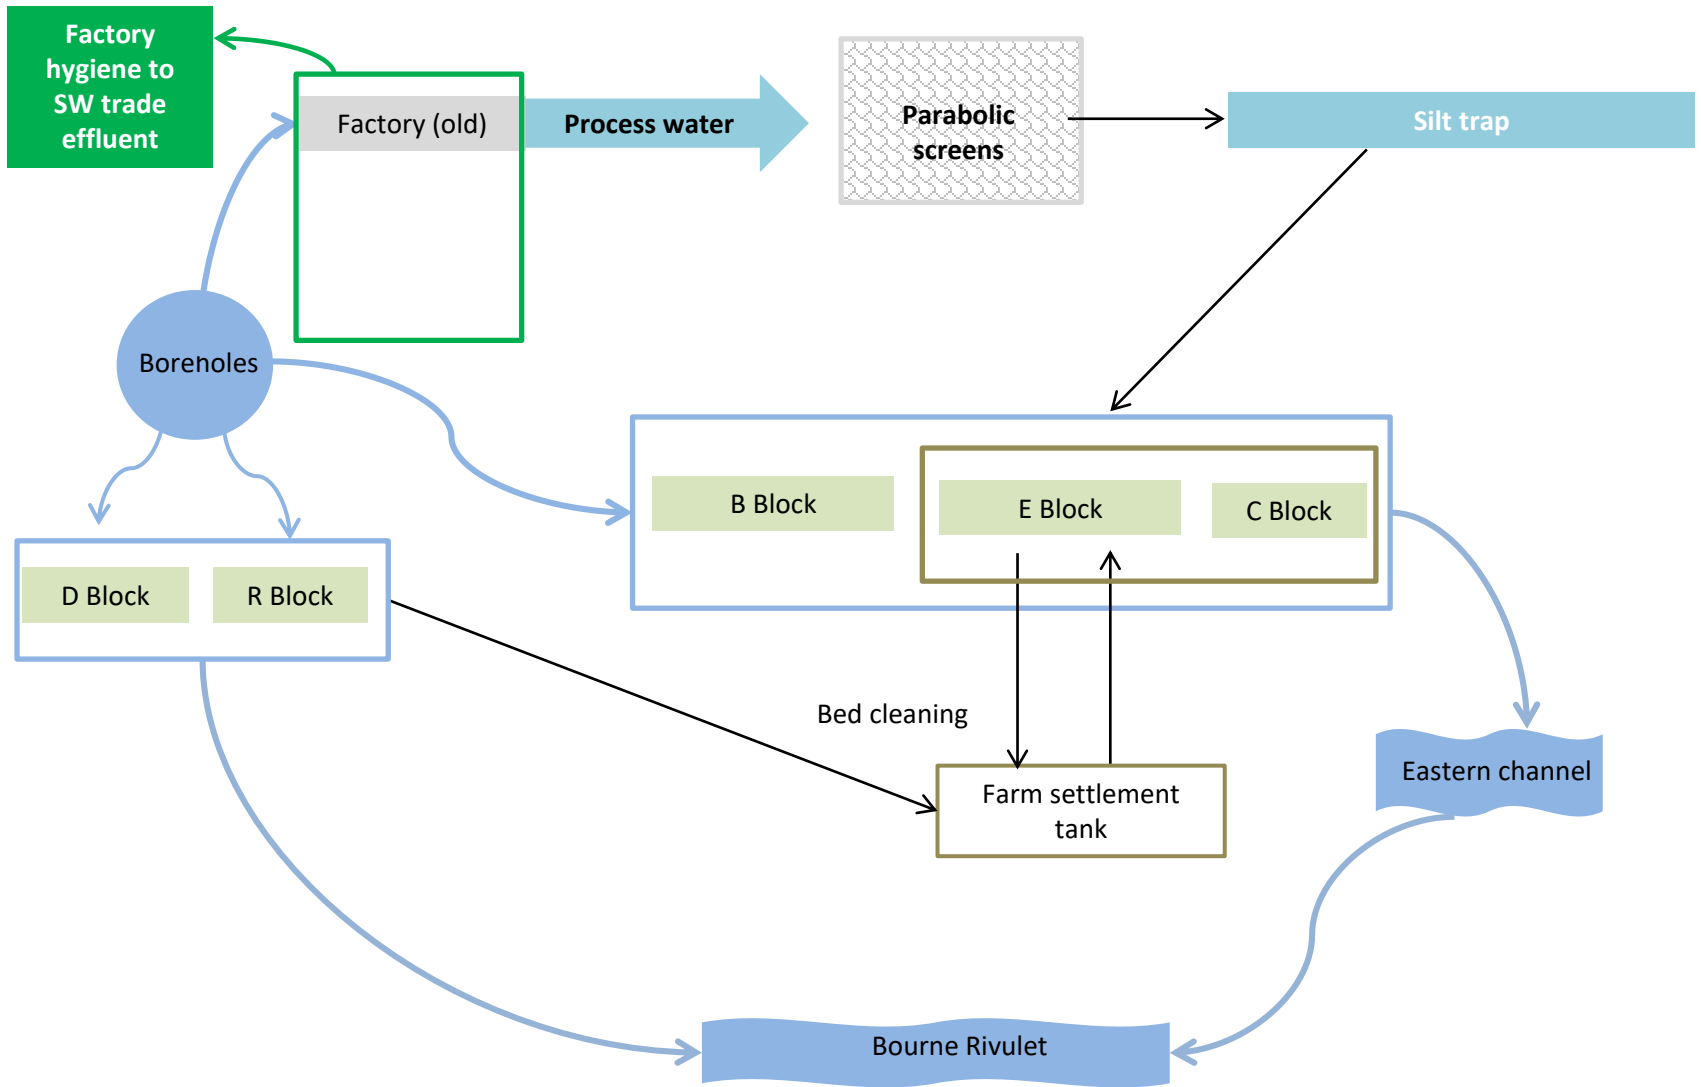 Factory
hygiene to
SW trade
effluent
Factory (old)
Process water
Parabolic
screens
Silt trap
Boreholes
B Block
E Block
C Block
D Block
R Block
Bed cleaning
Farm settlement
tank
Eastern channel
Bourne Rivulet